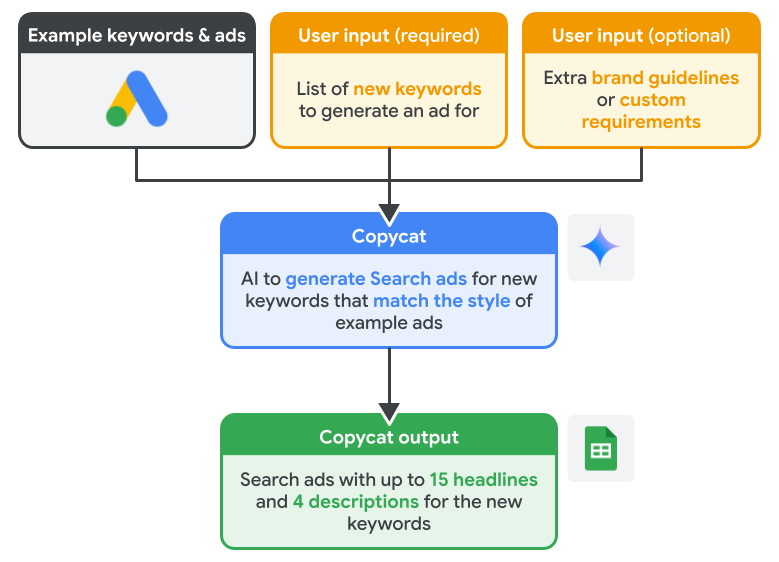 Example keywords & ads
User input (required)
List of new keywords
to generate an ad for
User input (optional)
Extra brand guidelines
or custom
requirements
Copycat
AI to generate Search ads for new
keywords that match the style of
example ads
Copycat output
Search ads with up to 15 headlines
and 4 descriptions for the new
keywords